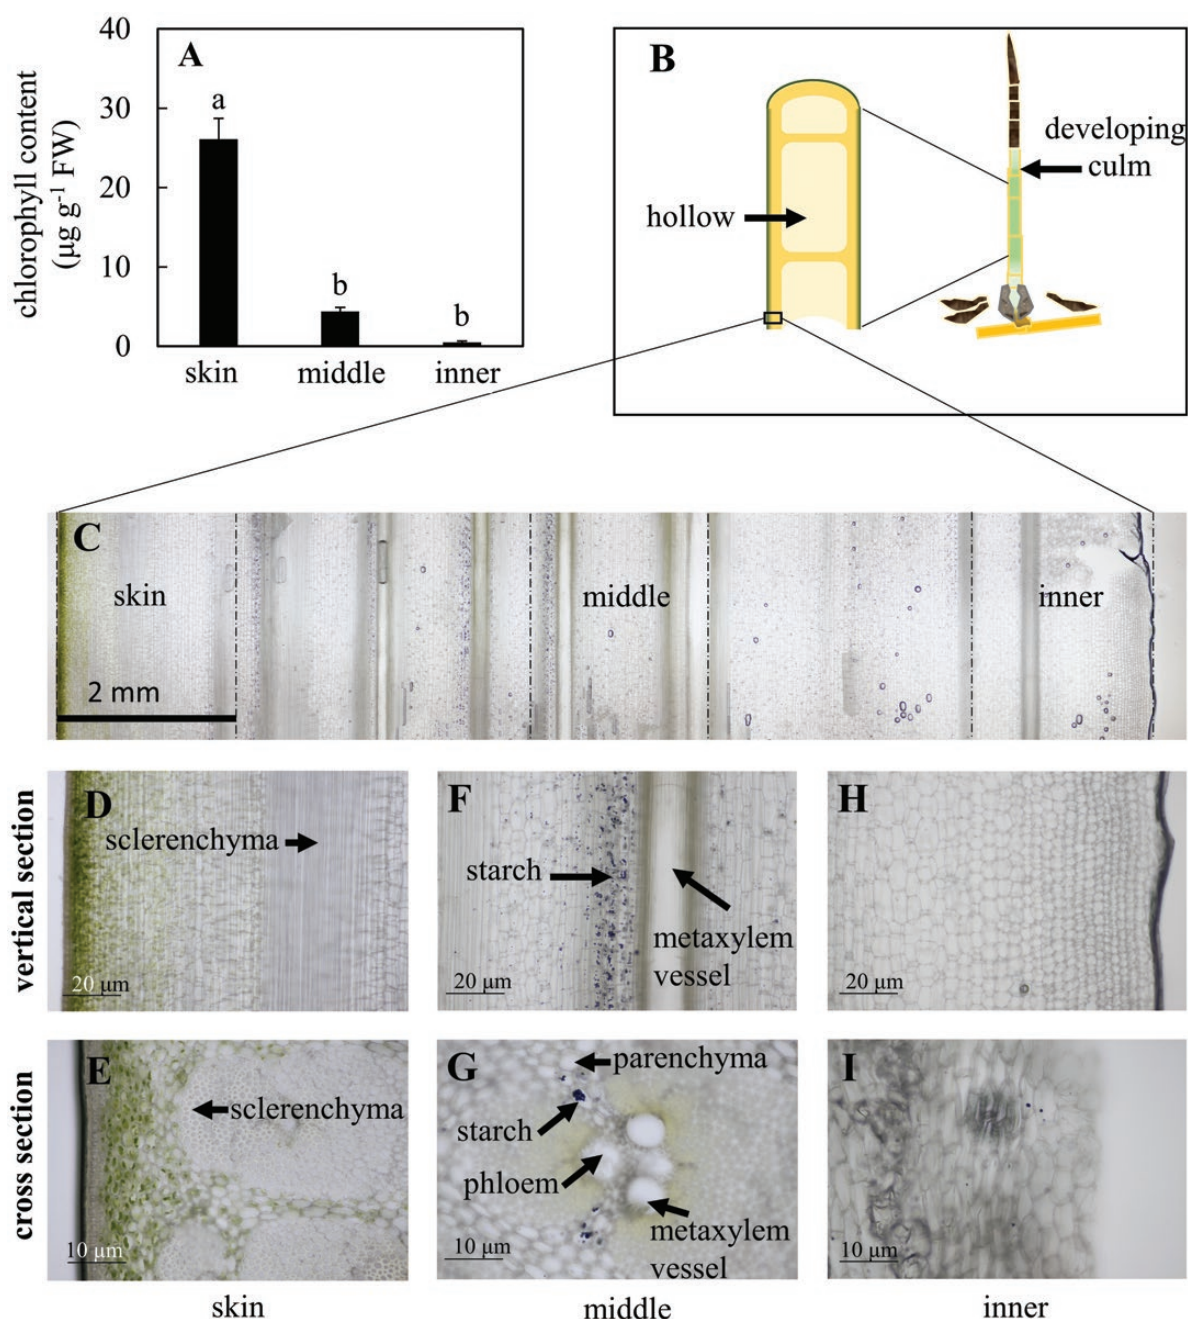 A
chlorophyll content
(µg g-1 FW)
40
30
20
10
0
a
b
b
skin
middle
inner
B
developing
culm
hollow
C
skin
middle
inner
2 mm
vertical section
D
sclerenchyma
20 µm
F
starch
metaxylem
vessel
20 µm
H
20 µm
cross section
E
sclerenchyma
10 µm
G
parenchyma
starch
phloem
metaxylem
vessel
10 µm
I
10 µm
skin
middle
inner